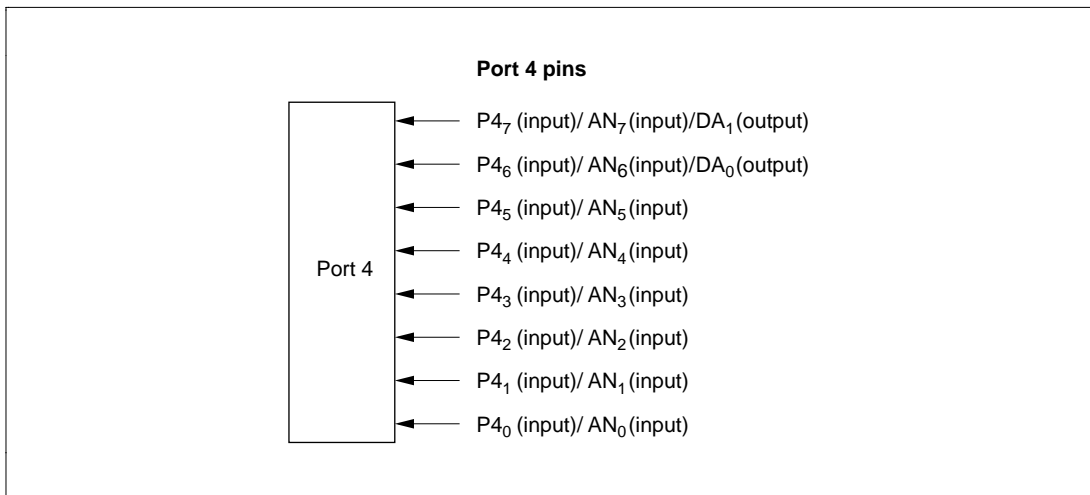 Port 4 pins
P4₇ (input)/ AN₇(input)/DA₁(output)
P4₆ (input)/ AN₆(input)/DA₀(output)
P4₅ (input)/ AN₅(input)
P4₄ (input)/ AN₄(input)
Port 4
P4₃ (input)/ AN₃(input)
P4₂ (input)/ AN₂(input)
P4₁ (input)/ AN₁(input)
P4₀ (input)/ AN₀(input)